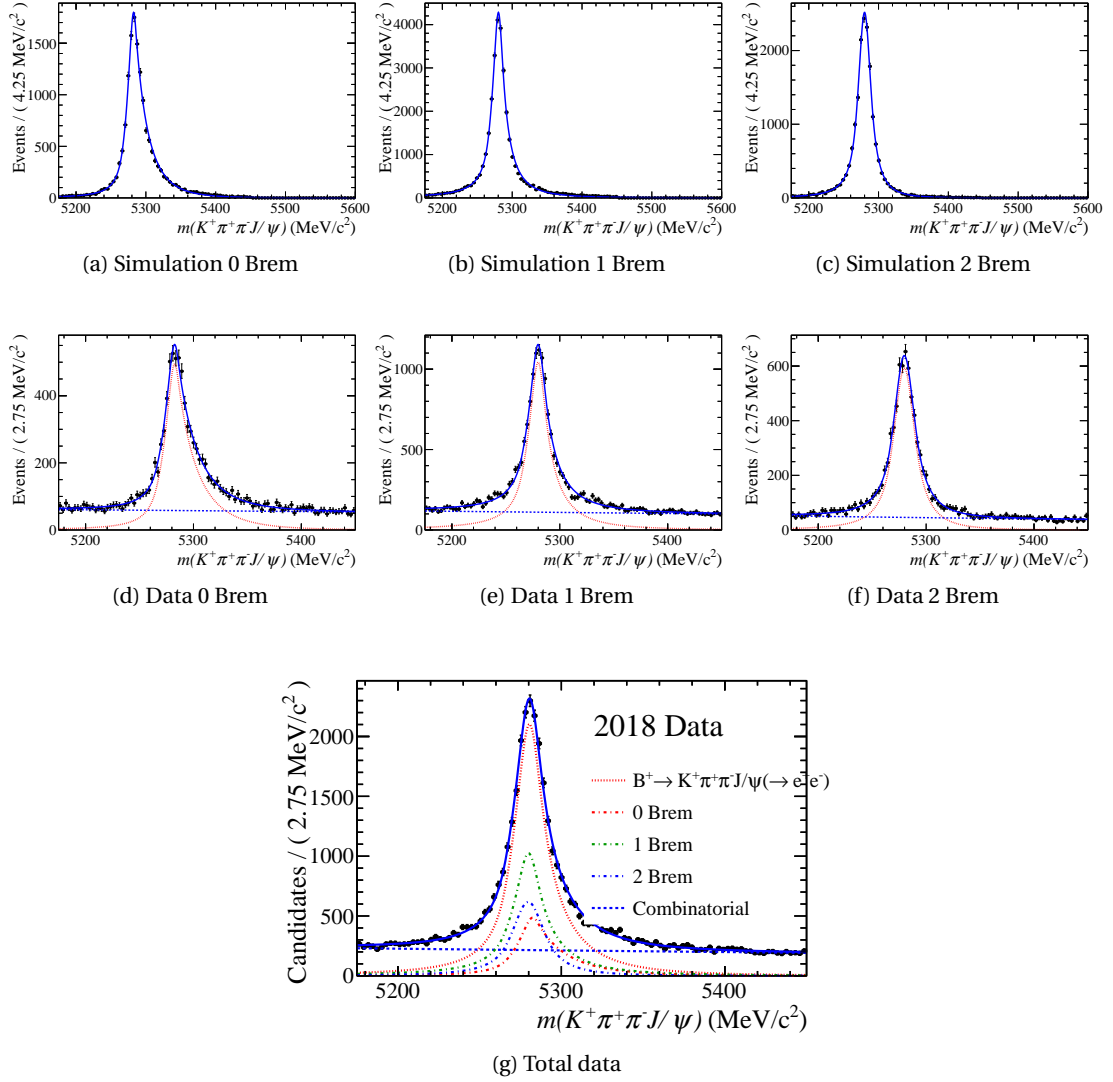 Events / ( 4.25 MeV/c² )
1500
1000
500
0
5200 5300 5400 5500 5600
m(K⁺π⁺π⁻J/ψ) (MeV/c²)
(a) Simulation 0 Brem
Events / ( 4.25 MeV/c² )
4000
3000
2000
1000
0
5200 5300 5400 5500 5600
m(K⁺π⁺π⁻J/ψ) (MeV/c²)
(b) Simulation 1 Brem
Events / ( 4.25 MeV/c² )
2000
1000
0
5200 5300 5400 5500 5600
m(K⁺π⁺π⁻J/ψ) (MeV/c²)
(c) Simulation 2 Brem
Events / ( 2.75 MeV/c² )
400
200
0
5200 5300 5400
m(K⁺π⁺π⁻J/ψ) (MeV/c²)
(d) Data 0 Brem
Events / ( 2.75 MeV/c² )
1000
500
0
5200 5300 5400
m(K⁺π⁺π⁻J/ψ) (MeV/c²)
(e) Data 1 Brem
Events / ( 2.75 MeV/c² )
600
400
200
0
5200 5300 5400
m(K⁺π⁺π⁻J/ψ) (MeV/c²)
(f) Data 2 Brem
Candidates / ( 2.75 MeV/c² )
2000
1500
1000
500
0
2018 Data
B⁺→ K⁺π⁺π⁻J/ψ(→ e⁺e⁻)
0 Brem
1 Brem
2 Brem
Combinatorial
5200 5300 5400
m(K⁺π⁺π⁻J/ψ) (MeV/c²)
(g) Total data